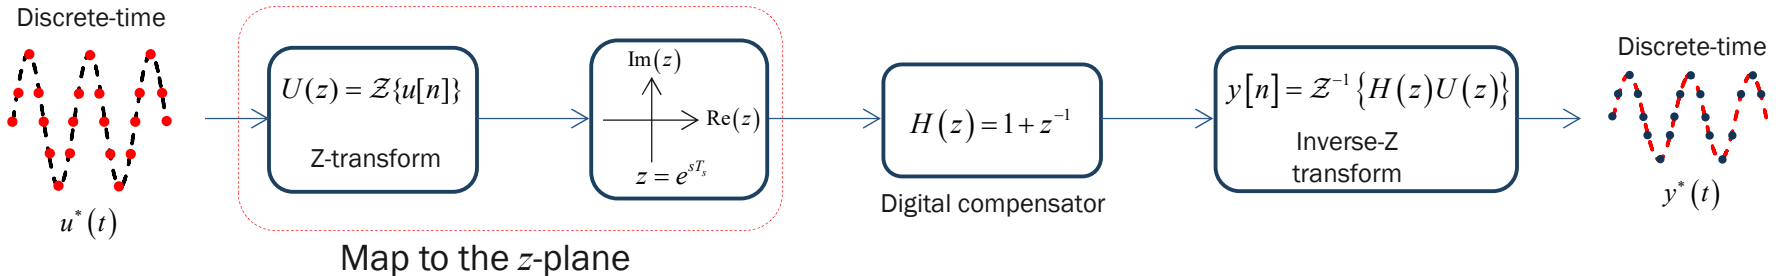 Discrete-time
u*(t)
U(z) = Z{u[n]}
Z-transform
Im(z)
Re(z)
z = e^{sT_s}
Map to the z-plane
H(z) = 1 + z^{-1}
Digital compensator
y[n] = Z^{-1}{H(z)U(z)}
Inverse-Z
transform
Discrete-time
y*(t)